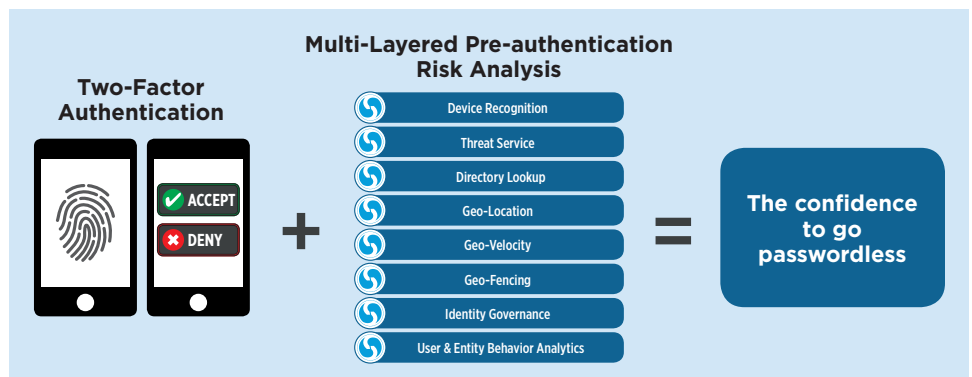 Two-Factor
Authentication
ACCEPT
DENY
+
Multi-Layered Pre-authentication
Risk Analysis
Device Recognition
Threat Service
Directory Lookup
Geo-Location
Geo-Velocity
Geo-Fencing
Identity Governance
User & Entity Behavior Analytics
=
The confidence
to go
passwordless